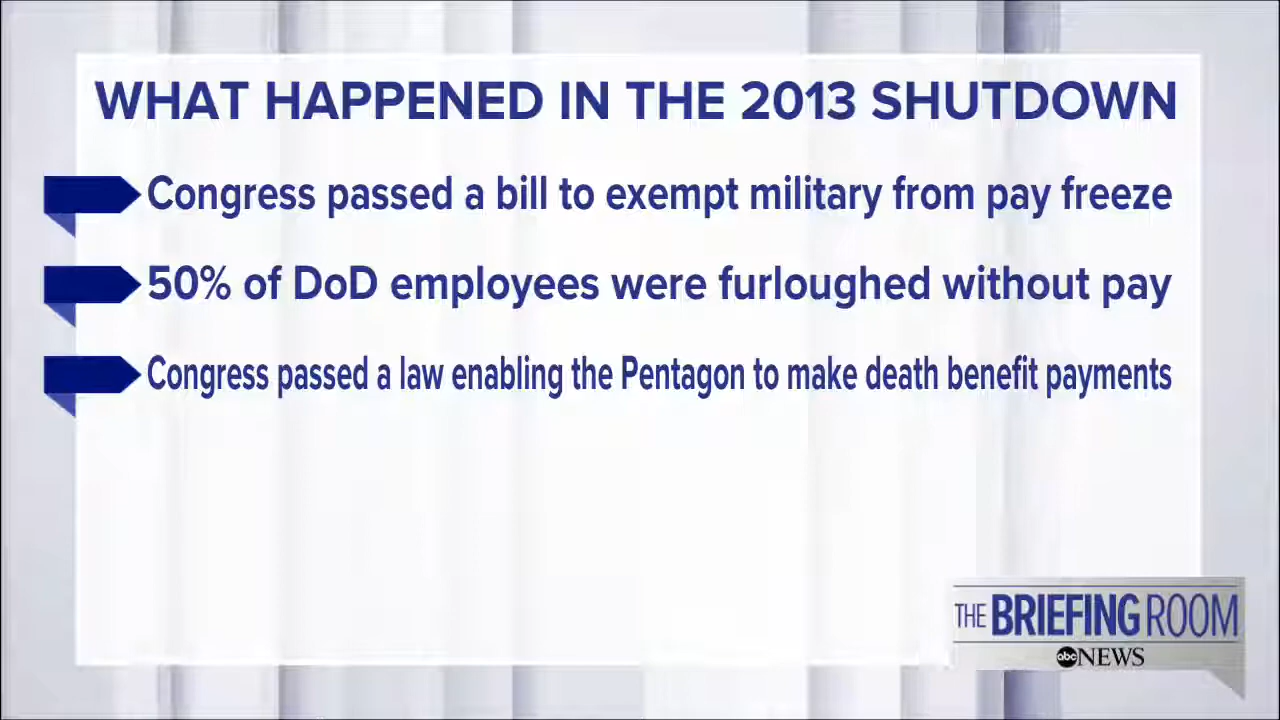 WHAT HAPPENED IN THE 2013 SHUTDOWN
Congress passed a bill to exempt military from pay freeze
50% of DoD employees were furloughed without pay
Congress passed a law enabling the Pentagon to make death benefit payments
THE BRIEFING ROOM
abc NEWS